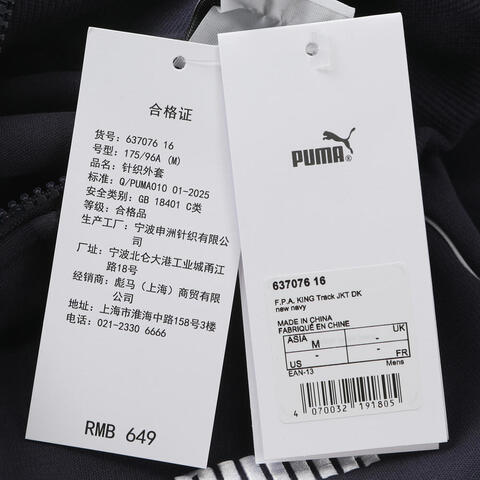 合格证
货号: 637076 16
号型: 175/96A (M)
品名: 针织外套
标准: Q/PUMA010 01-2025
安全类别: GB 18401 C类
等级: 合格品
生产工厂: 宁波申洲针织有限公
司
厂址: 宁波北仑大港工业城甬江
路18号
经销商: 彪马（上海）商贸有限公
司
地址: 上海市淮海中路158号3楼
电话: 021-2330 6666
RMB 649
PUMA
637076 16
F.P.A. KING Track JKT DK
new navy
MADE IN CHINA
FABRIQUÉ EN CHINE
ASIA M - UK
US - - FR
EAN-13 Mens
4 070032 191805